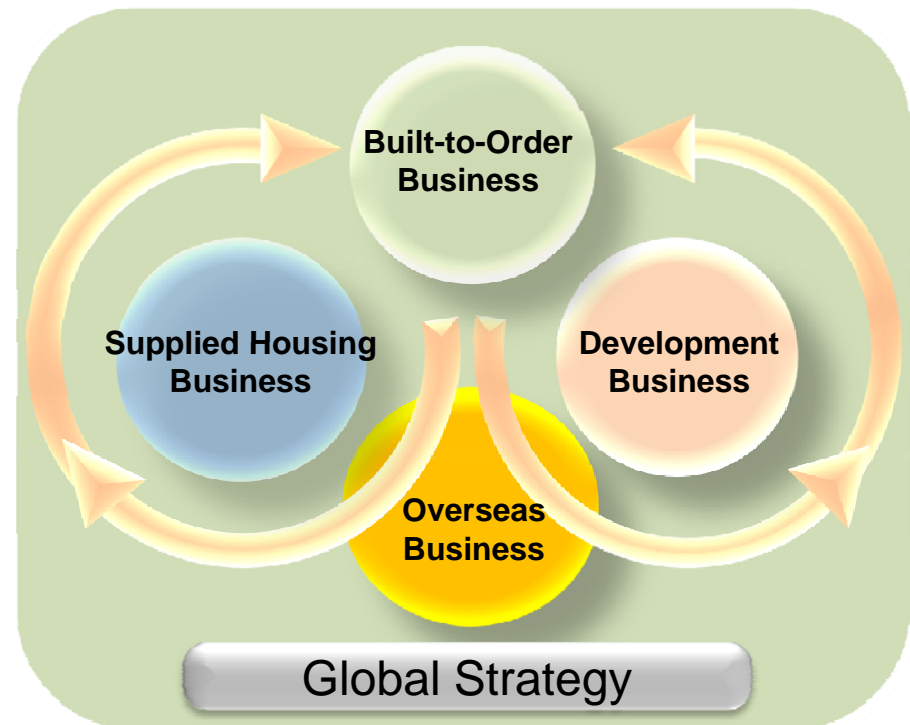 Built-to-Order
Business
Supplied Housing
Business
Development
Business
Overseas
Business
Global Strategy